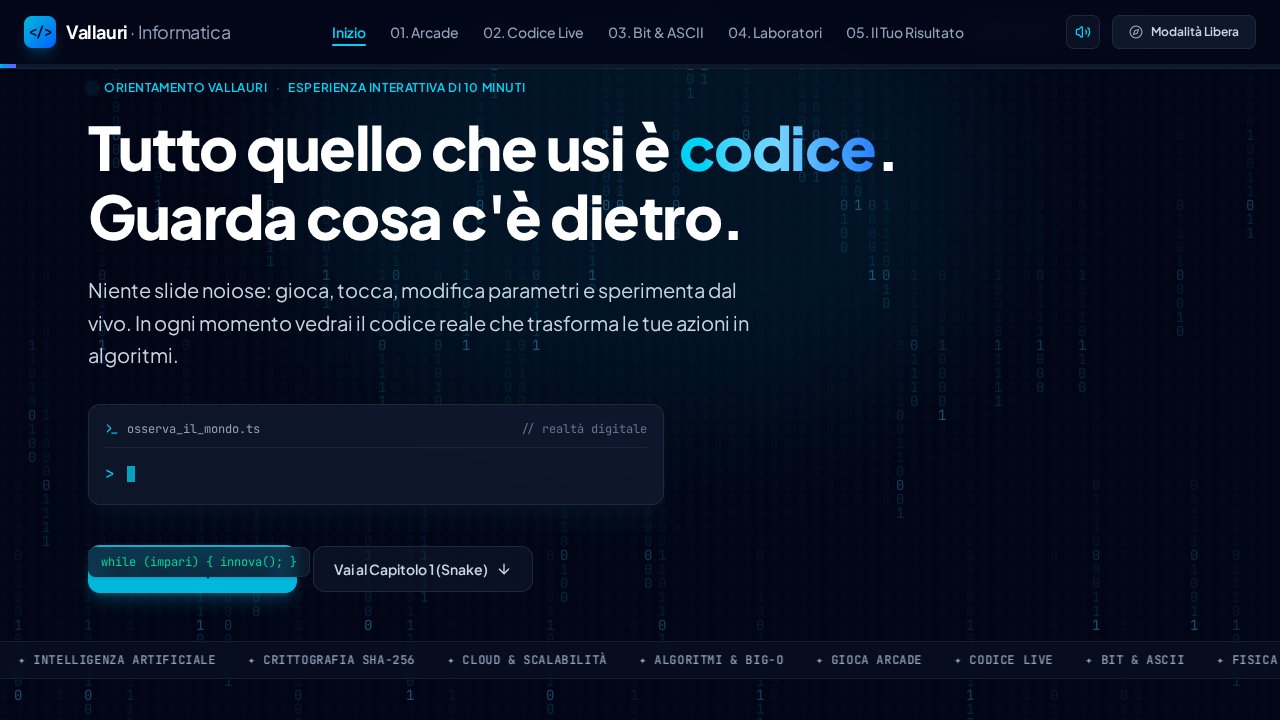 </> Vallauri · Informatica
Inizio
01. Arcade
02. Codice Live
03. Bit & ASCII
04. Laboratori
05. Il Tuo Risultato
Modalità Libera
ORIENTAMENTO VALLAURI · ESPERIENZA INTERATTIVA DI 10 MINUTI
Tutto quello che usi è codice.
Guarda cosa c'è dietro.
Niente slide noiose: gioca, tocca, modifica parametri e sperimenta dal
vivo. In ogni momento vedrai il codice reale che trasforma le tue azioni in
algoritmi.
osserva_il_mondo.ts
// realtà digitale
>
while (impari) { innova(); }
Vai al Capitolo 1 (Snake) ↓
✦ INTELLIGENZA ARTIFICIALE ✦ CRITTOGRAFIA SHA-256 ✦ CLOUD & SCALABILITÀ ✦ ALGORITMI & BIG-O ✦ GIOCA ARCADE ✦ CODICE LIVE ✦ BIT & ASCII ✦ FISICA